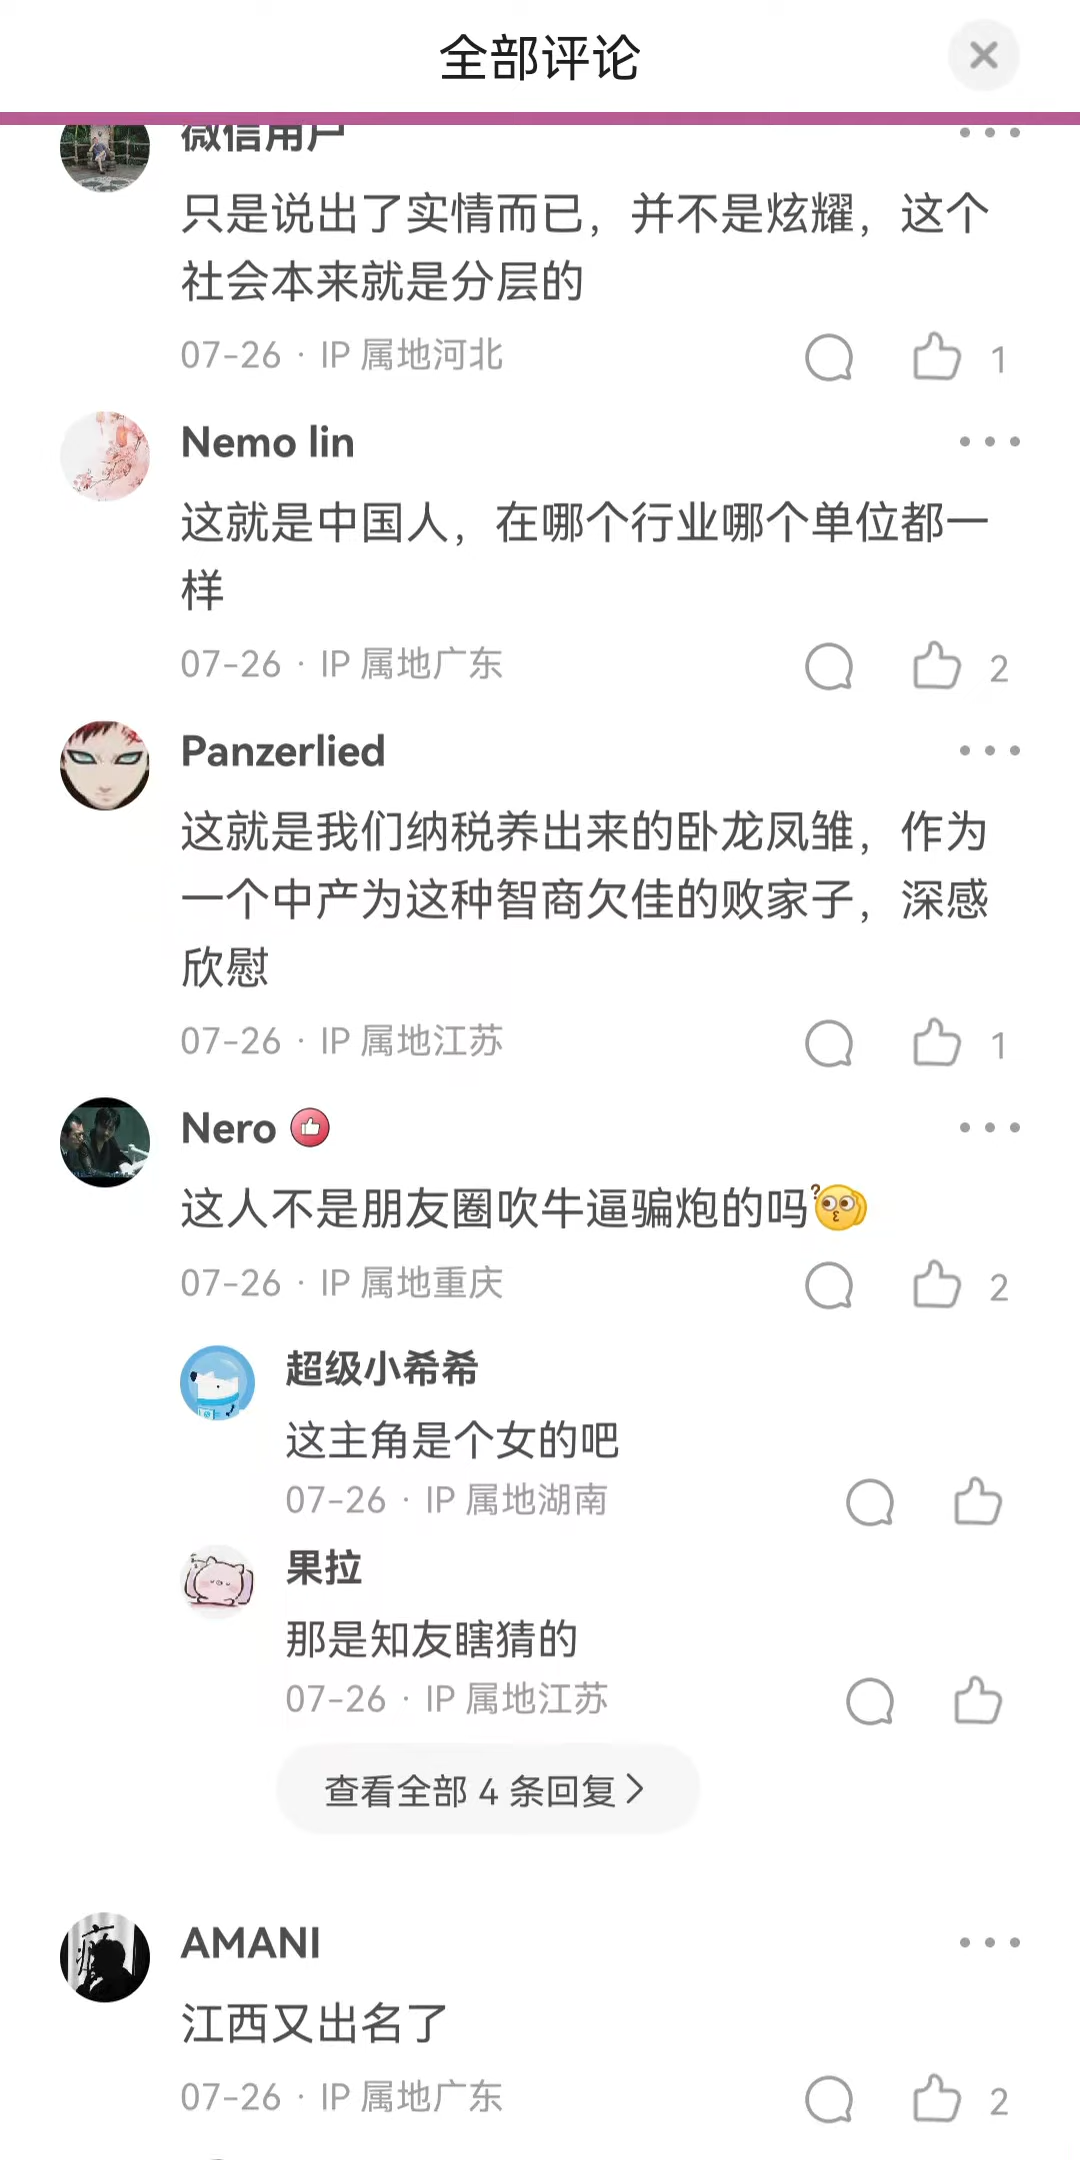 全部评论
微信用户
只是说出了实情而已，并不是炫耀，这个
社会本来就是分层的
07-26 · IP 属地河北
1
Nemo lin
这就是中国人，在哪个行业哪个单位都一
样
07-26 · IP 属地广东
2
Panzerlied
这就是我们纳税养出来的卧龙凤雏，作为
一个中产为这种智商欠佳的败家子，深感
欣慰
07-26 · IP 属地江苏
1
Nero
这人不是朋友圈吹牛逼骗炮的吗
07-26 · IP 属地重庆
2
超级小希希
这主角是个女的吧
07-26 · IP 属地湖南
果拉
那是知友瞎猜的
07-26 · IP 属地江苏
查看全部 4 条回复
AMANI
江西又出名了
07-26 · IP 属地广东
2